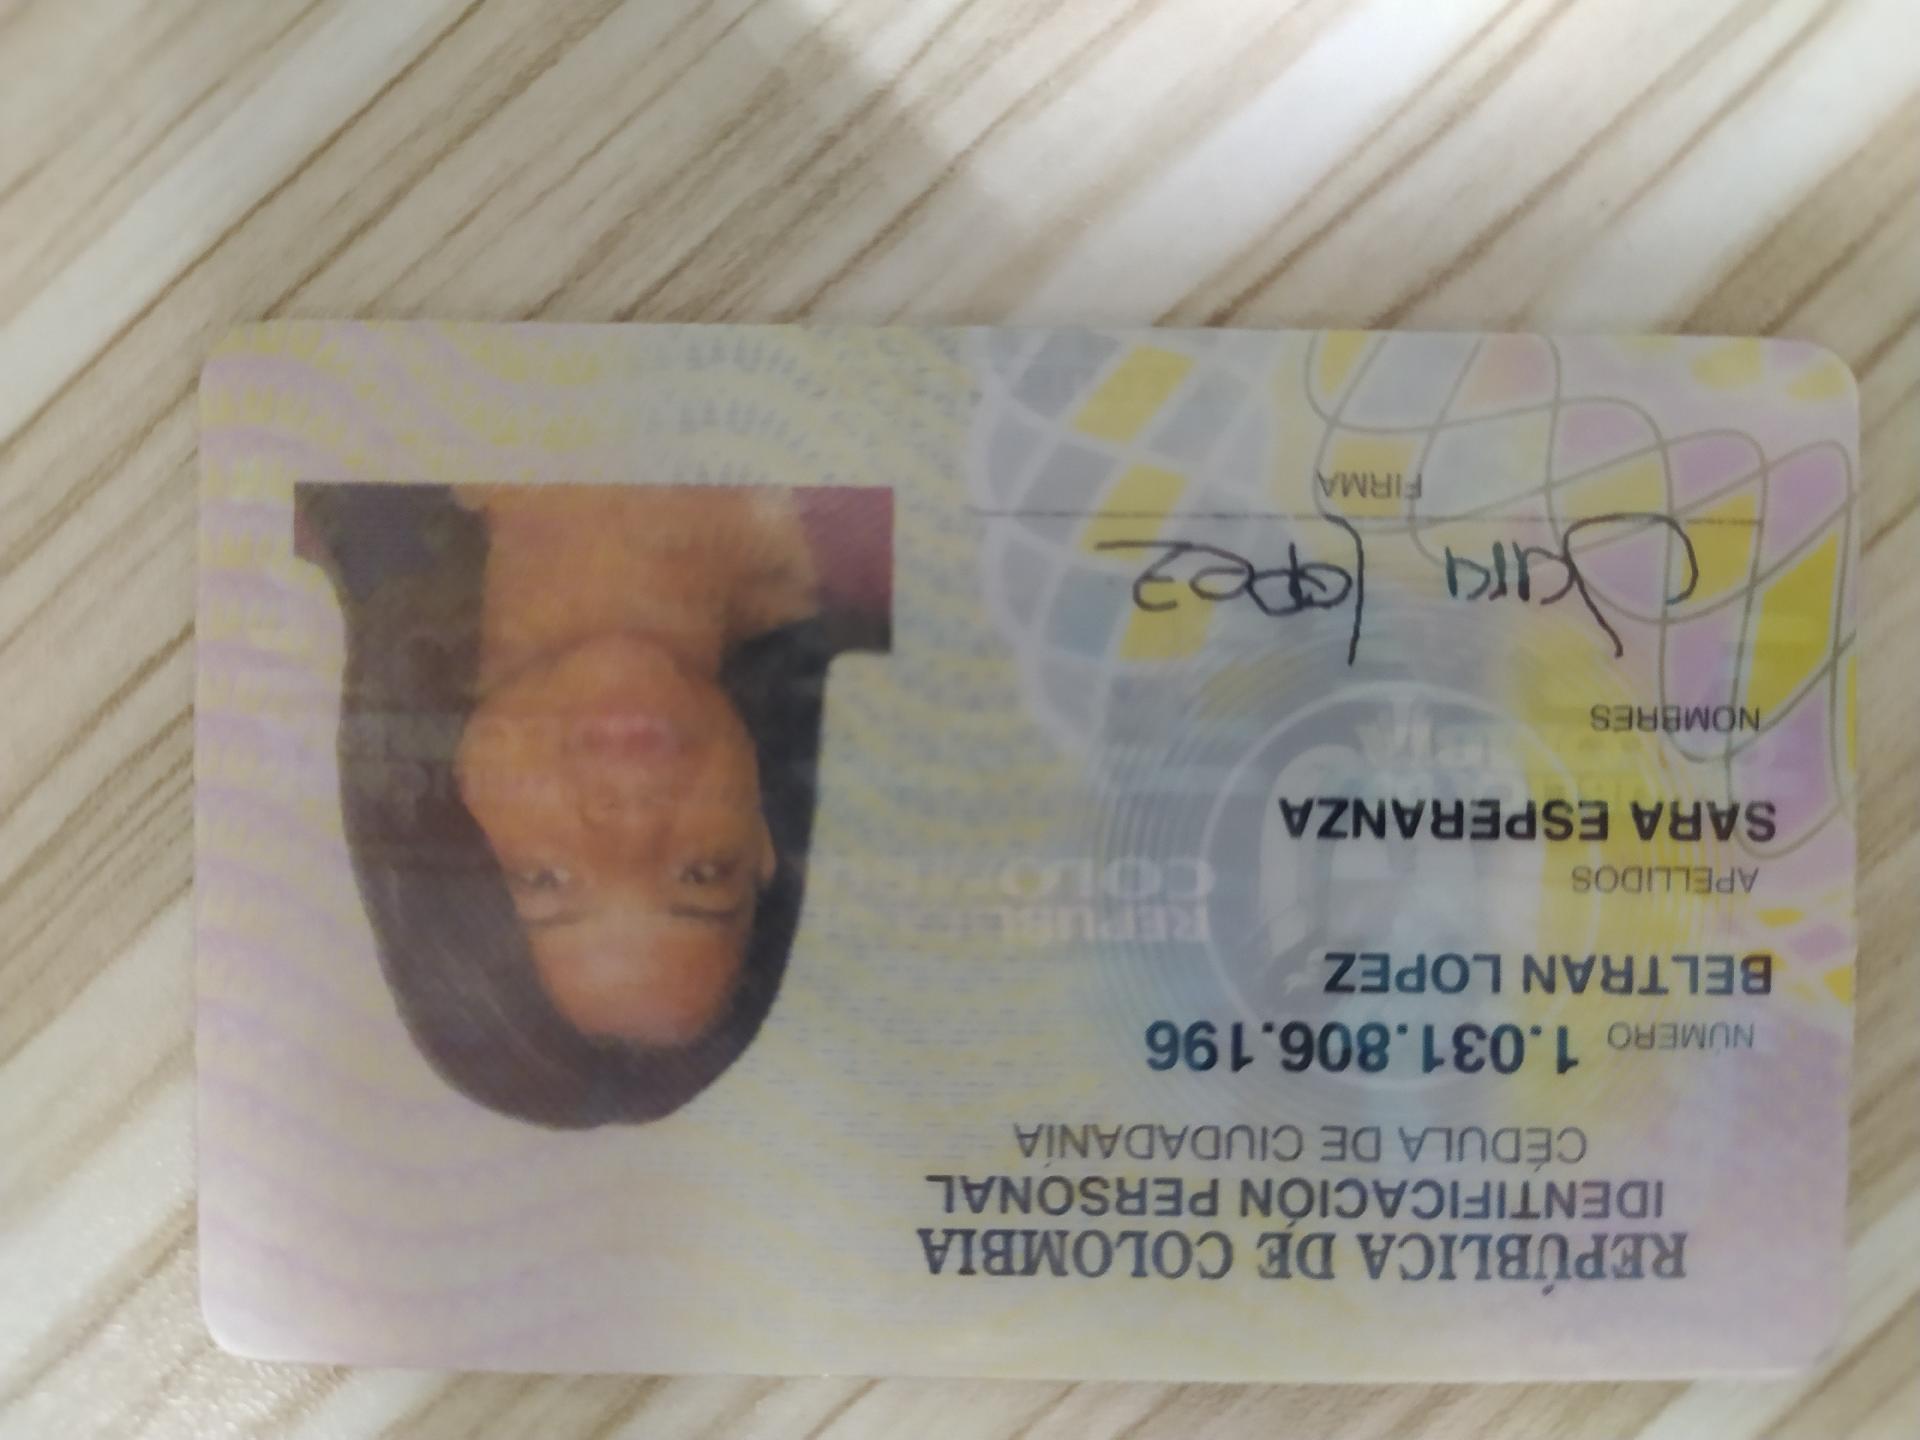 REPÚBLICA DE COLOMBIA
IDENTIFICACIÓN PERSONAL
CÉDULA DE CIUDADANÍA
NÚMERO 1.031.806.196
BELTRAN LOPEZ
APELLIDOS
SARA ESPERANZA
NOMBRES
Sara Lopez
FIRMA